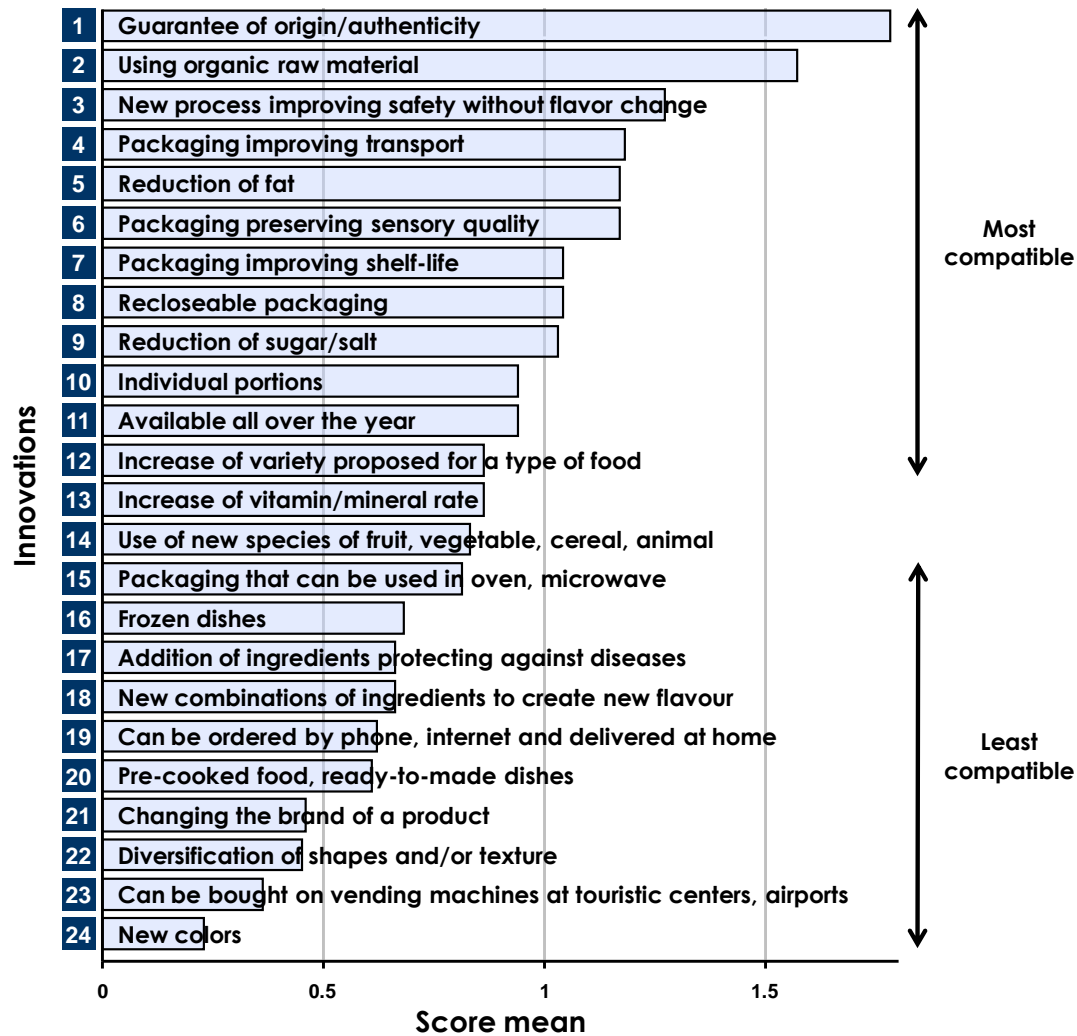 1 Guarantee of origin/authenticity
2 Using organic raw material
3 New process improving safety without flavor change
4 Packaging improving transport
5 Reduction of fat
6 Packaging preserving sensory quality
7 Packaging improving shelf-life
8 Recloseable packaging
9 Reduction of sugar/salt
10 Individual portions
11 Available all over the year
12 Increase of variety proposed for a type of food
13 Increase of vitamin/mineral rate
14 Use of new species of fruit, vegetable, cereal, animal
15 Packaging that can be used in oven, microwave
16 Frozen dishes
17 Addition of ingredients protecting against diseases
18 New combinations of ingredients to create new flavour
19 Can be ordered by phone, internet and delivered at home
20 Pre-cooked food, ready-to-made dishes
21 Changing the brand of a product
22 Diversification of shapes and/or texture
23 Can be bought on vending machines at touristic centers, airports
24 New colors
Innovations
Most
compatible
Least
compatible
0 0.5 1 1.5
Score mean